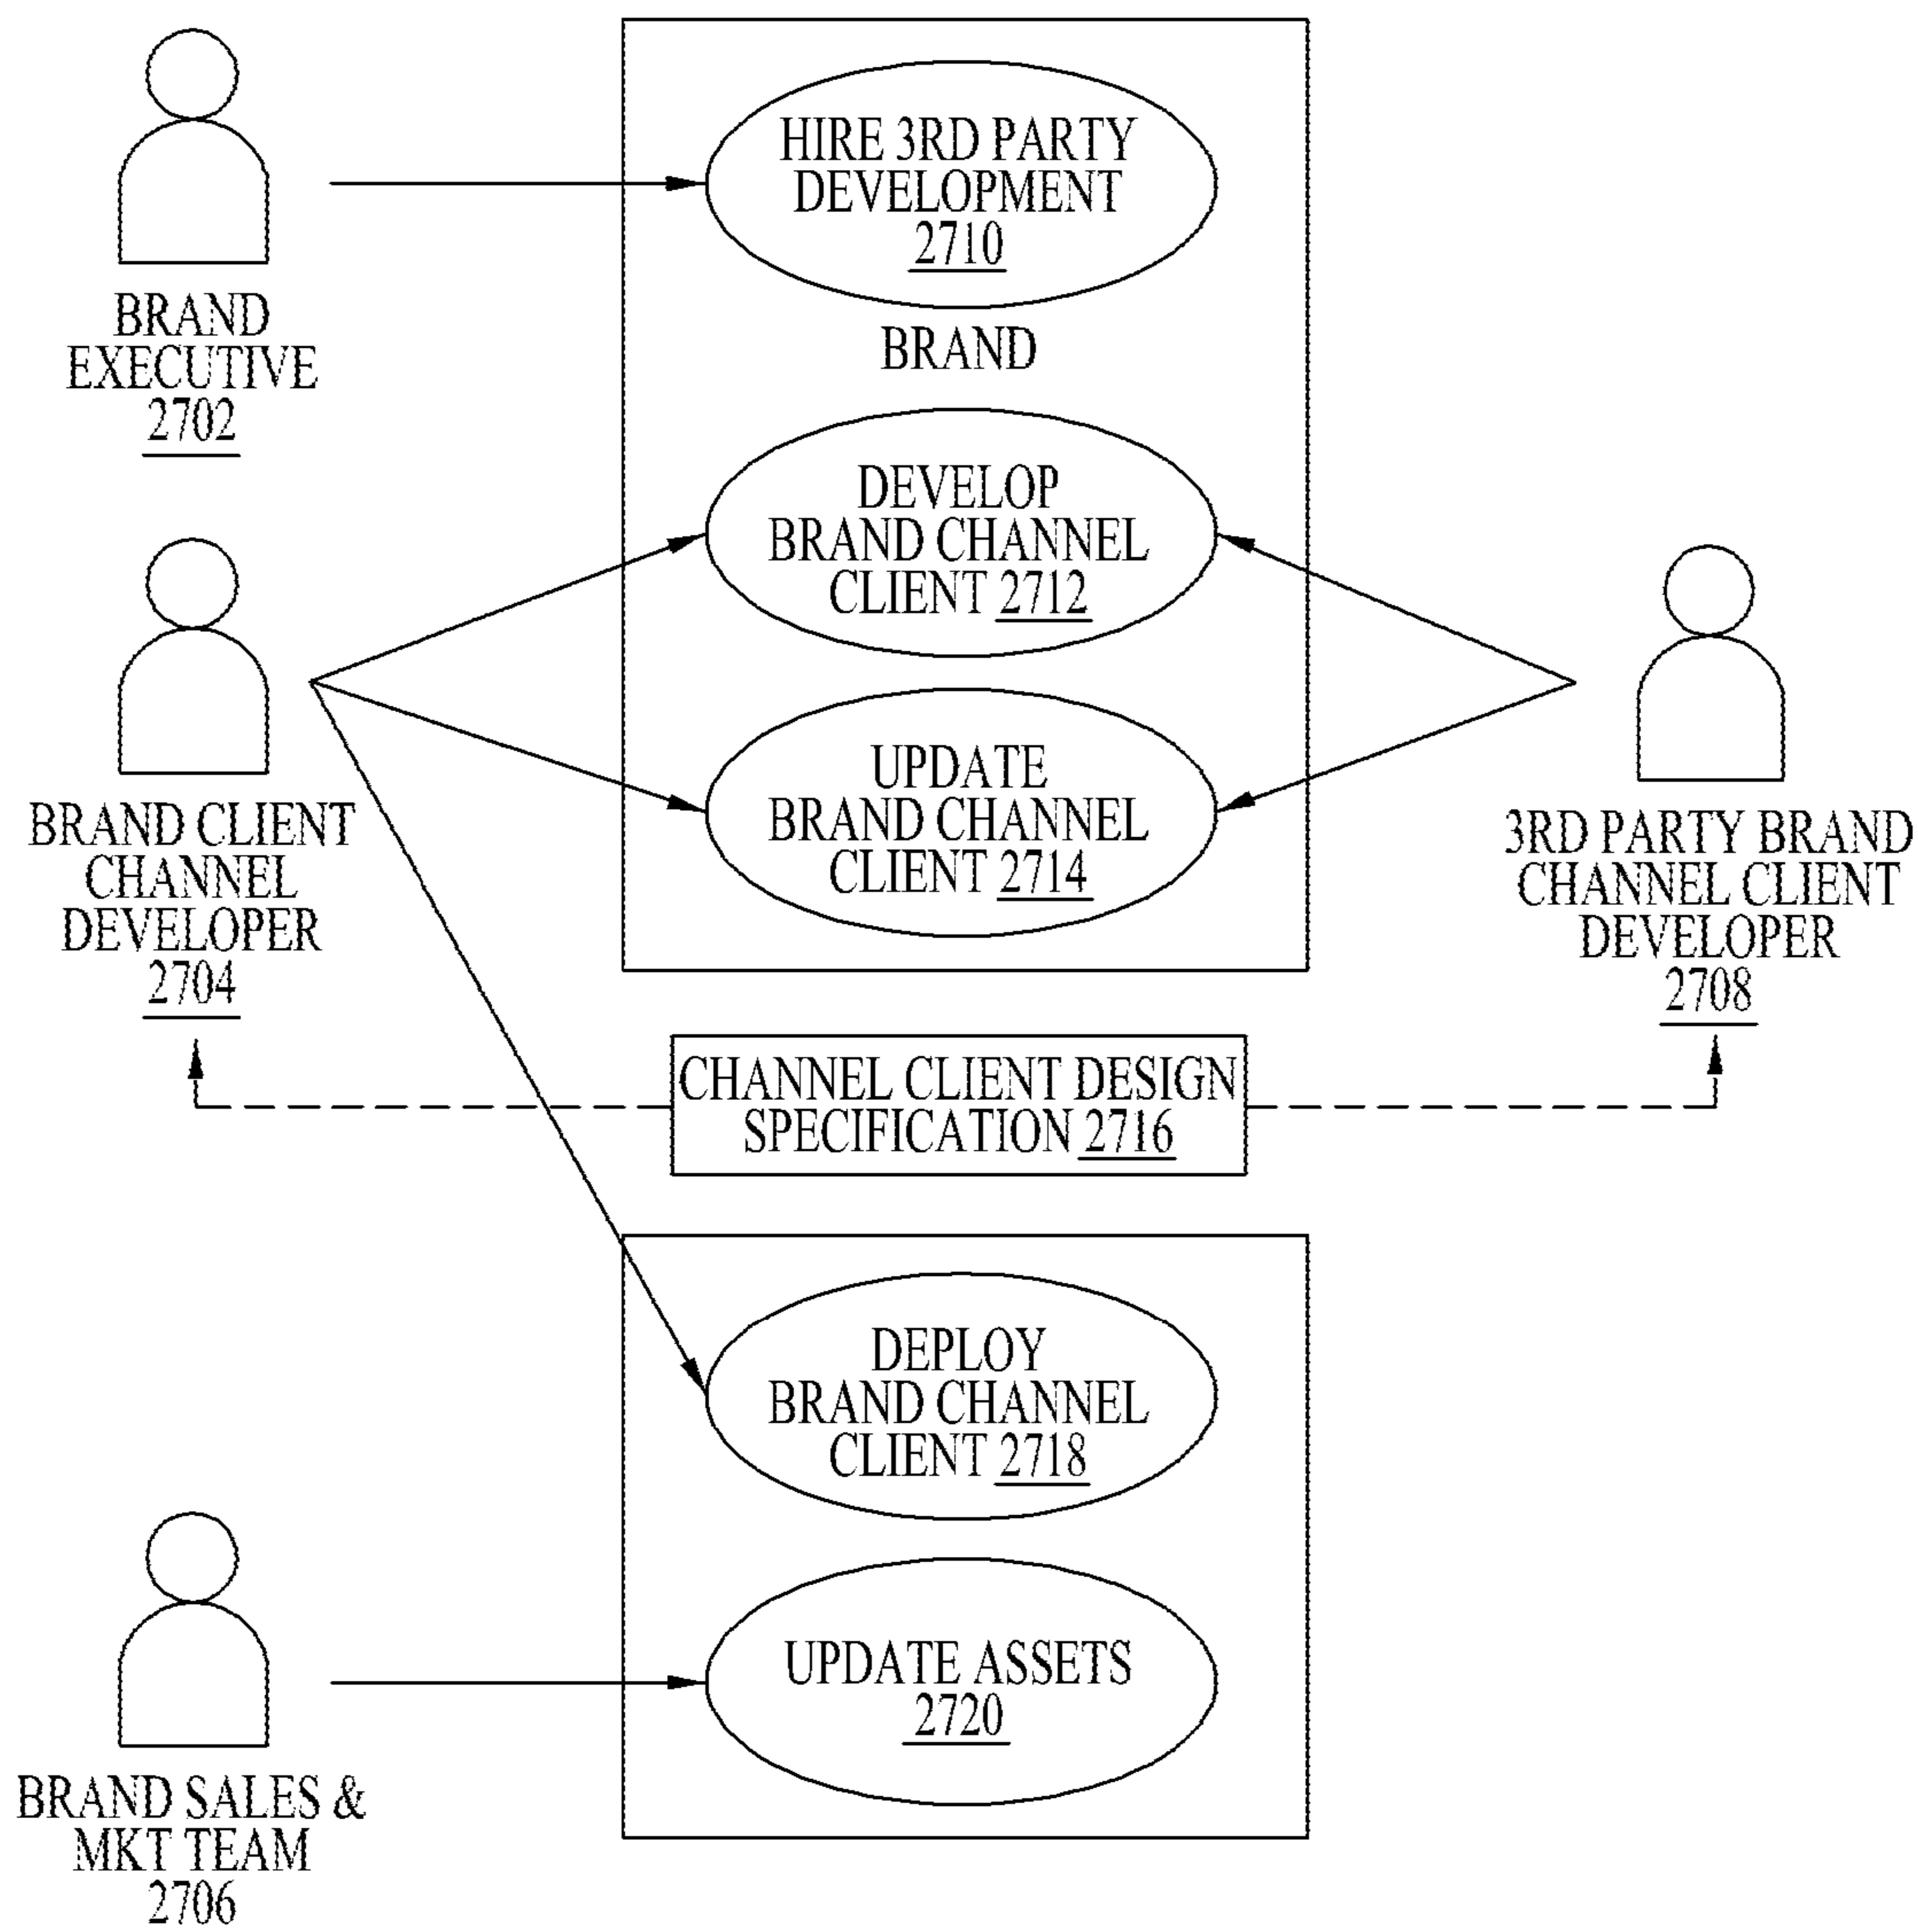 HIRE 3RD PARTY
DEVELOPMENT
2710
BRAND
EXECUTIVE
2702
BRAND
DEVELOP
BRAND CHANNEL
CLIENT 2712
UPDATE
BRAND CHANNEL
CLIENT 2714
BRAND CLIENT
CHANNEL
DEVELOPER
2704
3RD PARTY BRAND
CHANNEL CLIENT
DEVELOPER
2708
CHANNEL CLIENT DESIGN
SPECIFICATION 2716
DEPLOY
BRAND CHANNEL
CLIENT 2718
UPDATE ASSETS
2720
BRAND SALES &
MKT TEAM
2706